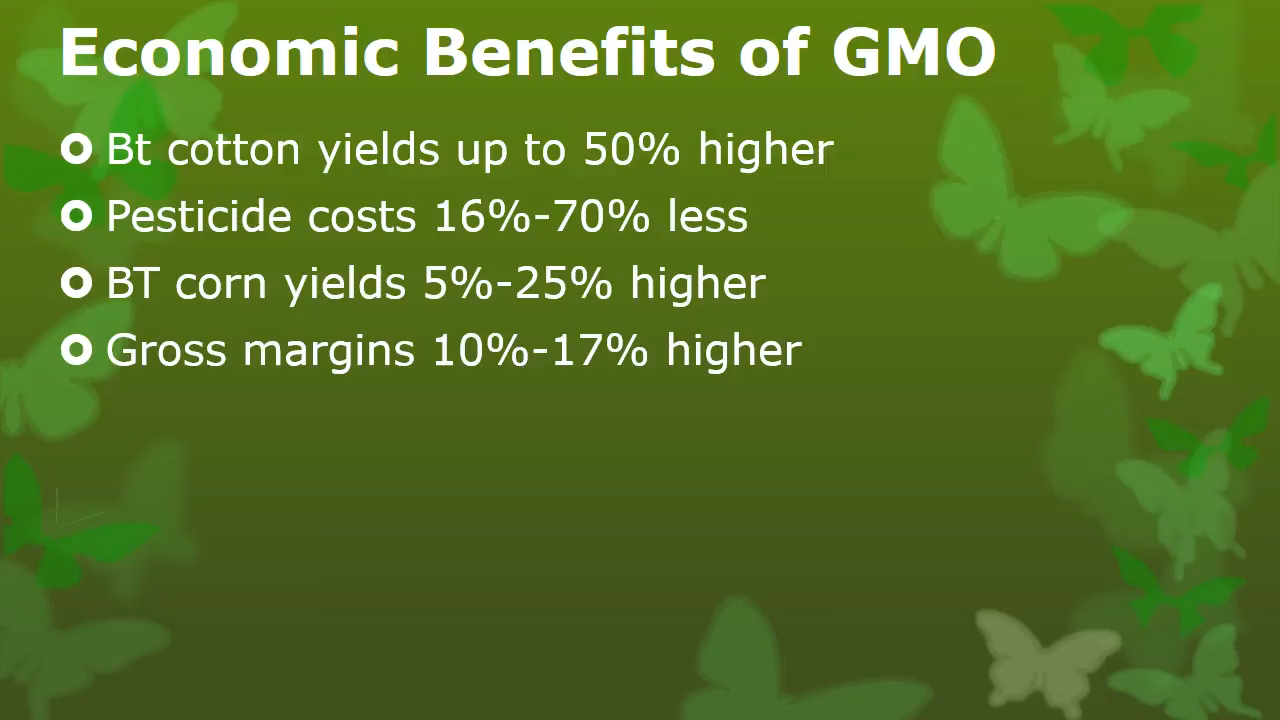 Economic Benefits of GMO
Bt cotton yields up to 50% higher
Pesticide costs 16%-70% less
BT corn yields 5%-25% higher
Gross margins 10%-17% higher